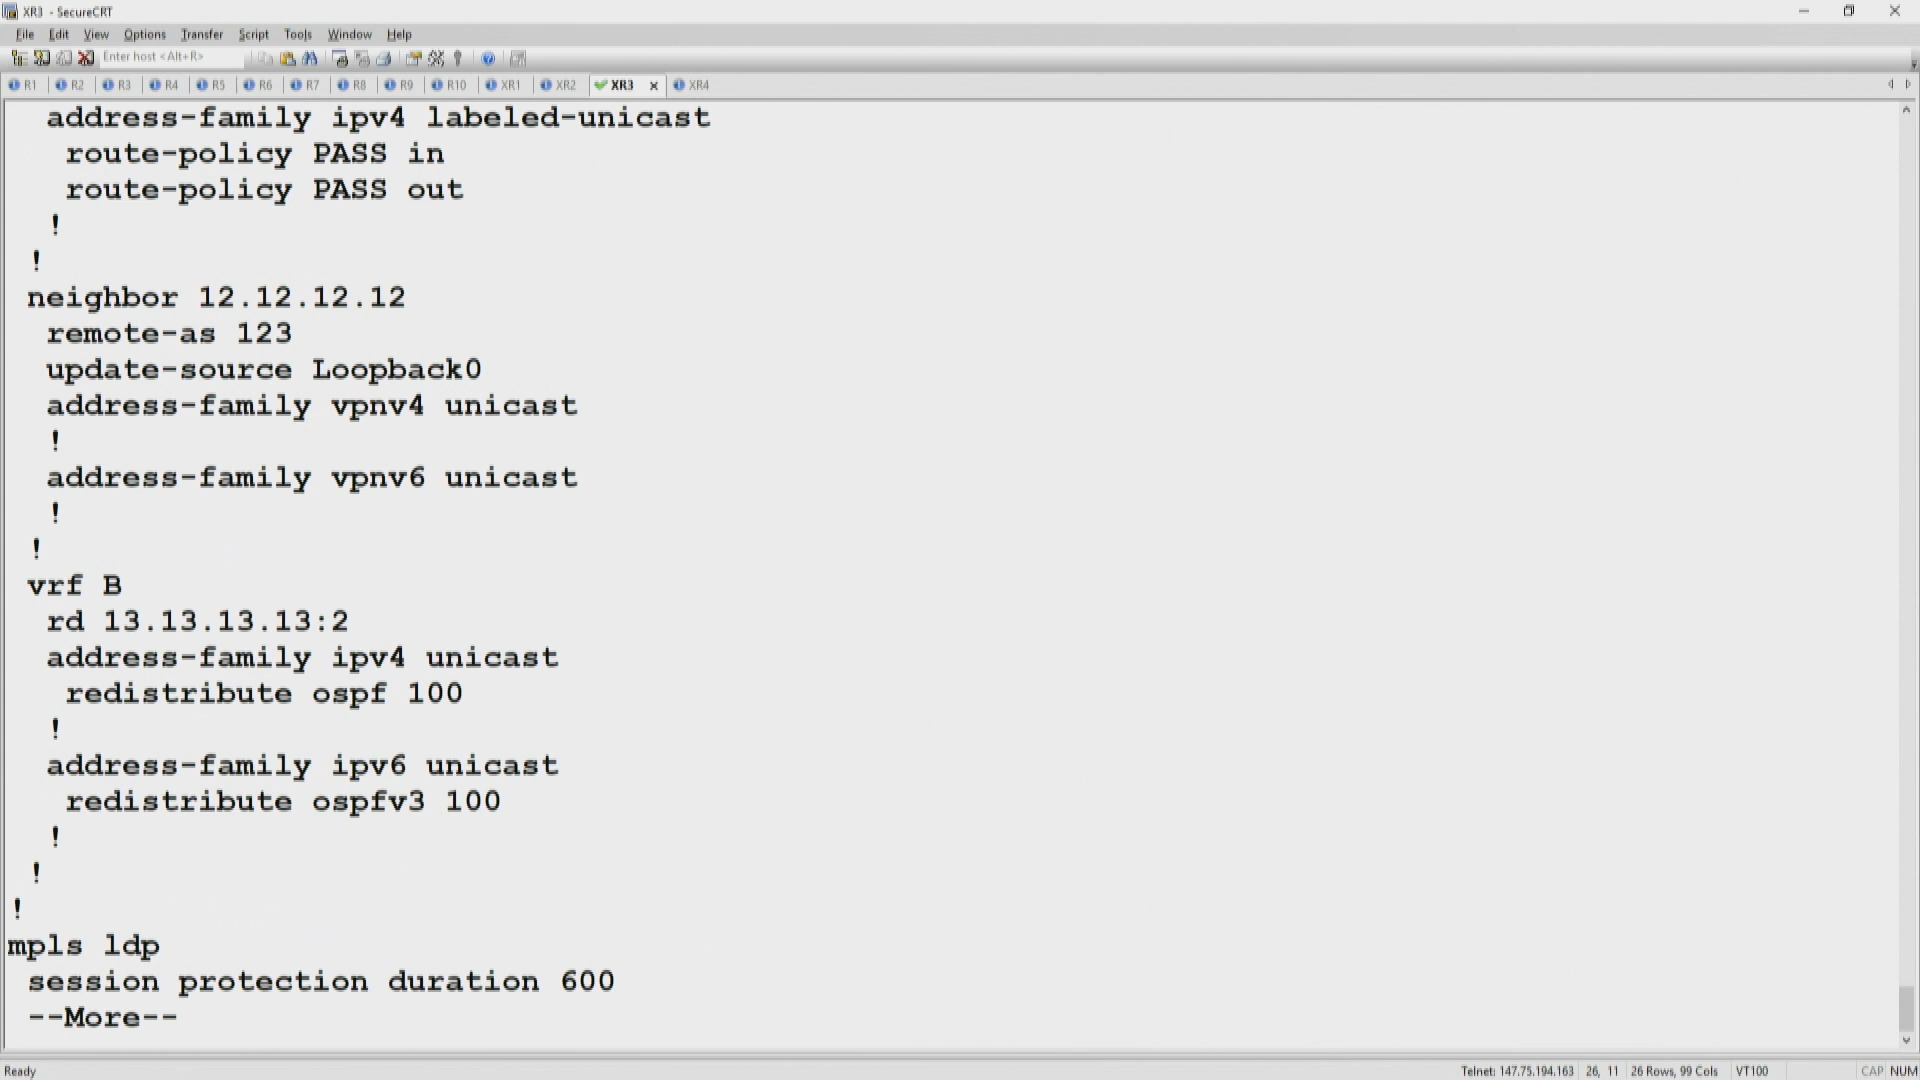 XR3 - SecureCRT
File Edit View Options Transfer Script Tools Window Help
Enter host <Alt+R>
R1 R2 R3 R4 R5 R6 R7 R8 R9 R10 XR1 XR2 XR3 XR4
address-family ipv4 labeled-unicast
route-policy PASS in
route-policy PASS out
!
!
neighbor 12.12.12.12
remote-as 123
update-source Loopback0
address-family vpnv4 unicast
!
address-family vpnv6 unicast
!
!
vrf B
rd 13.13.13.13:2
address-family ipv4 unicast
redistribute ospf 100
!
address-family ipv6 unicast
redistribute ospfv3 100
!
!
!
mpls ldp
session protection duration 600
--More--
Ready Telnet: 147.75.194.163 26, 11 26 Rows, 99 Cols VT100 CAP NUM